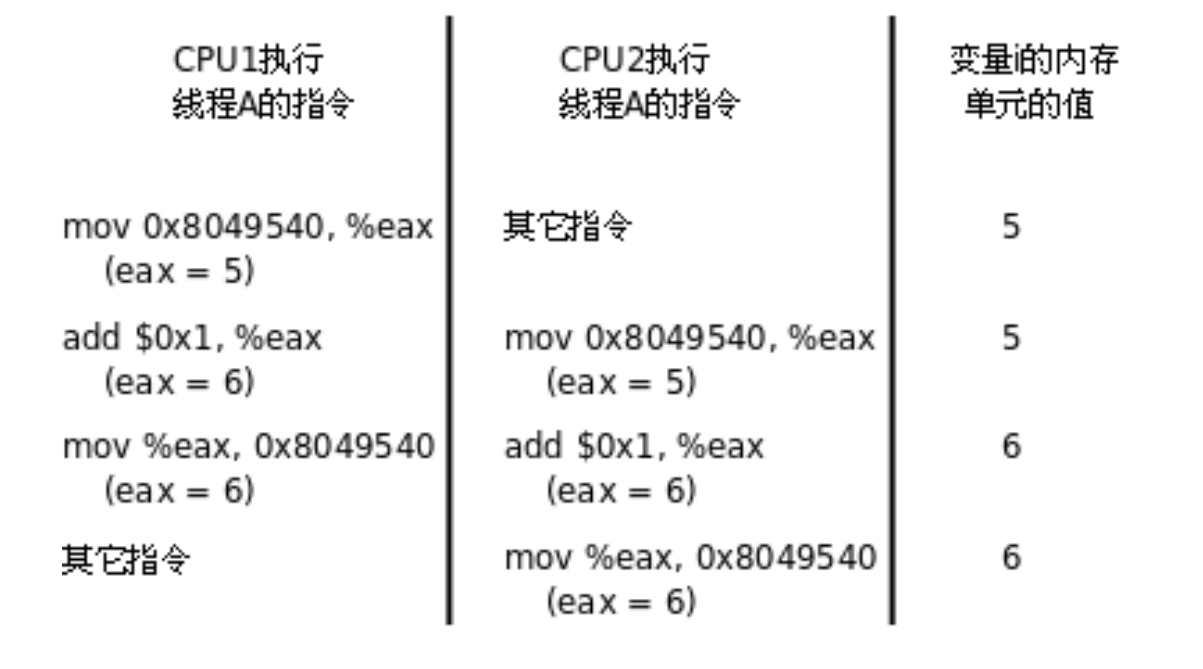 CPU1执行
线程A的指令
CPU2执行
线程A的指令
变量i的内存
单元的值
mov 0x8049540, %eax
(eax = 5)
其它指令
5
add $0x1, %eax
(eax = 6)
mov 0x8049540, %eax
(eax = 5)
5
mov %eax, 0x8049540
(eax = 6)
add $0x1, %eax
(eax = 6)
6
其它指令
mov %eax, 0x8049540
(eax = 6)
6